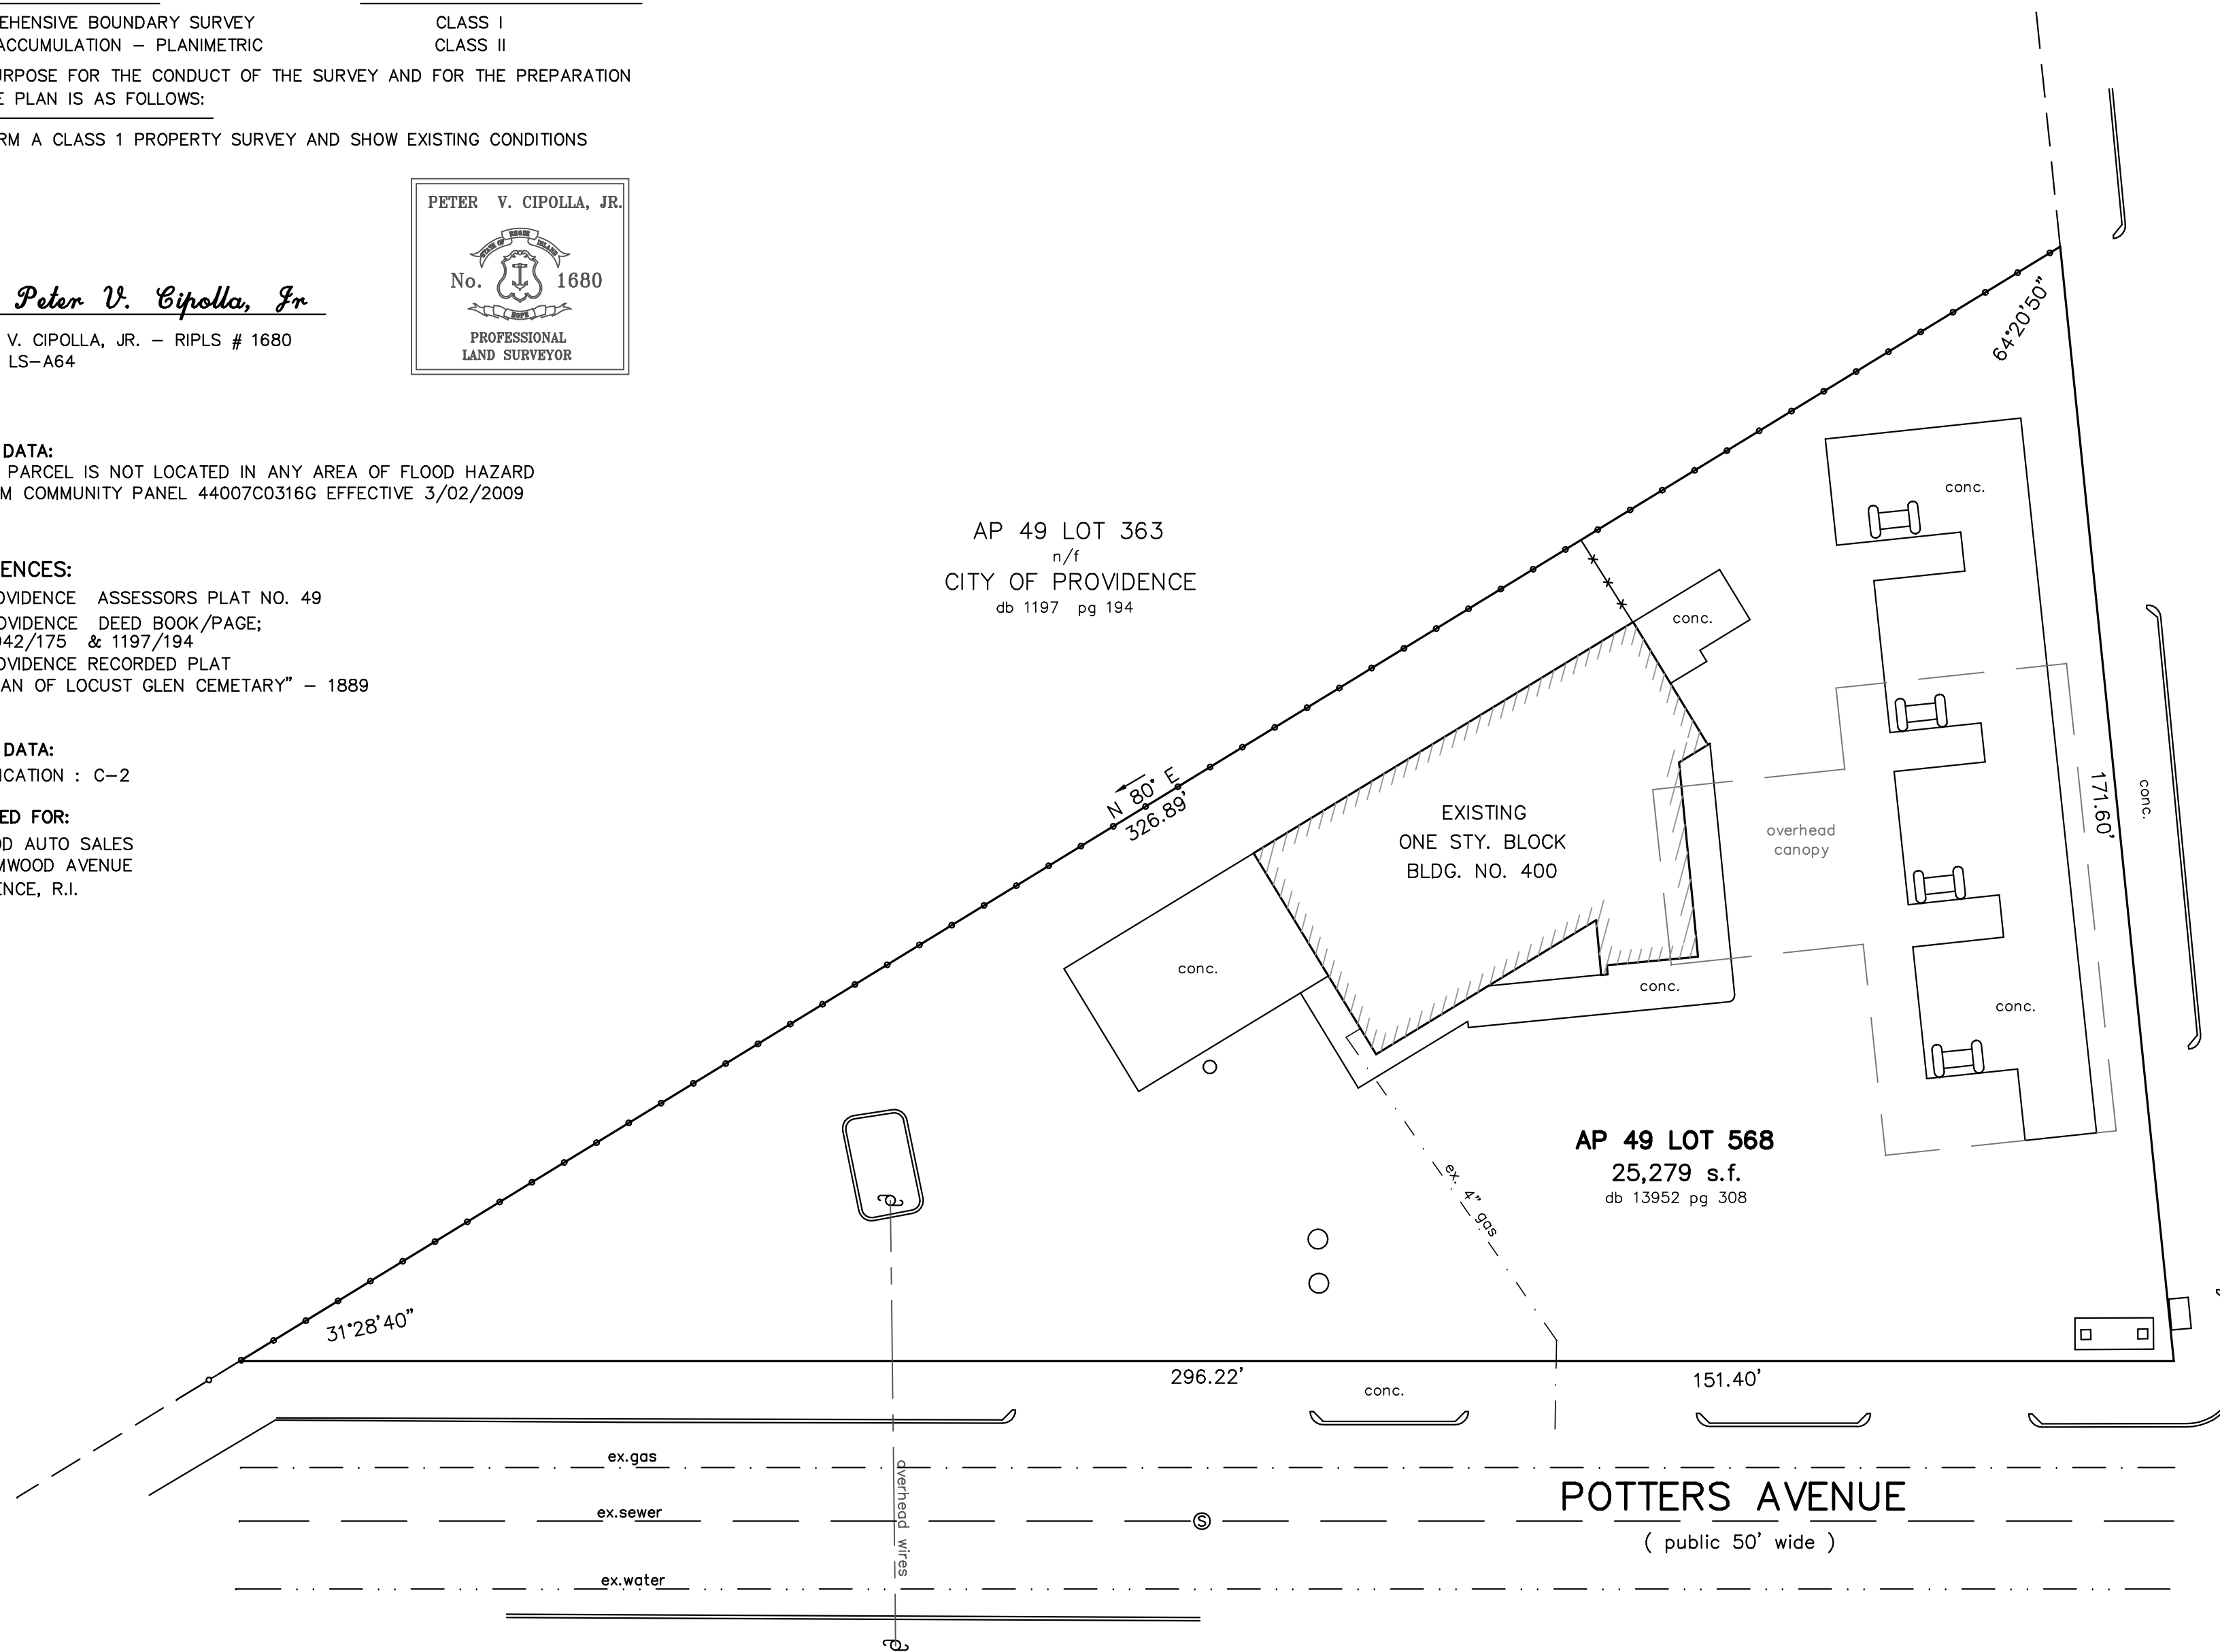 EHENSIVE BOUNDARY SURVEY CLASS I
ACCUMULATION – PLANIMETRIC CLASS II
URPOSE FOR THE CONDUCT OF THE SURVEY AND FOR THE PREPARATION
E PLAN IS AS FOLLOWS:
RM A CLASS 1 PROPERTY SURVEY AND SHOW EXISTING CONDITIONS
PETER V. CIPOLLA, JR.
STATE OF RHODE ISLAND
No. 1680
HOPE
PROFESSIONAL
LAND SURVEYOR
Peter V. Cipolla, Jr
V. CIPOLLA, JR. – RIPLS # 1680
LS–A64
DATA:
PARCEL IS NOT LOCATED IN ANY AREA OF FLOOD HAZARD
M COMMUNITY PANEL 44007C0316G EFFECTIVE 3/02/2009
ENCES:
OVIDENCE ASSESSORS PLAT NO. 49
OVIDENCE DEED BOOK/PAGE;
942/175 & 1197/194
OVIDENCE RECORDED PLAT
AN OF LOCUST GLEN CEMETARY" – 1889
DATA:
ICATION : C–2
ED FOR:
OD AUTO SALES
MWOOD AVENUE
ENCE, R.I.
AP 49 LOT 363
n/f
CITY OF PROVIDENCE
db 1197 pg 194
64°20'50"
conc.
conc.
N 80° E
326.89'
171.60'
conc.
EXISTING
ONE STY. BLOCK
BLDG. NO. 400
overhead
canopy
conc.
conc.
conc.
AP 49 LOT 568
25,279 s.f.
db 13952 pg 308
ex. 4" gas
31°28'40"
296.22'
151.40'
conc.
ex.gas
ex.sewer
ex.water
overhead wires
S
POTTERS AVENUE
( public 50' wide )